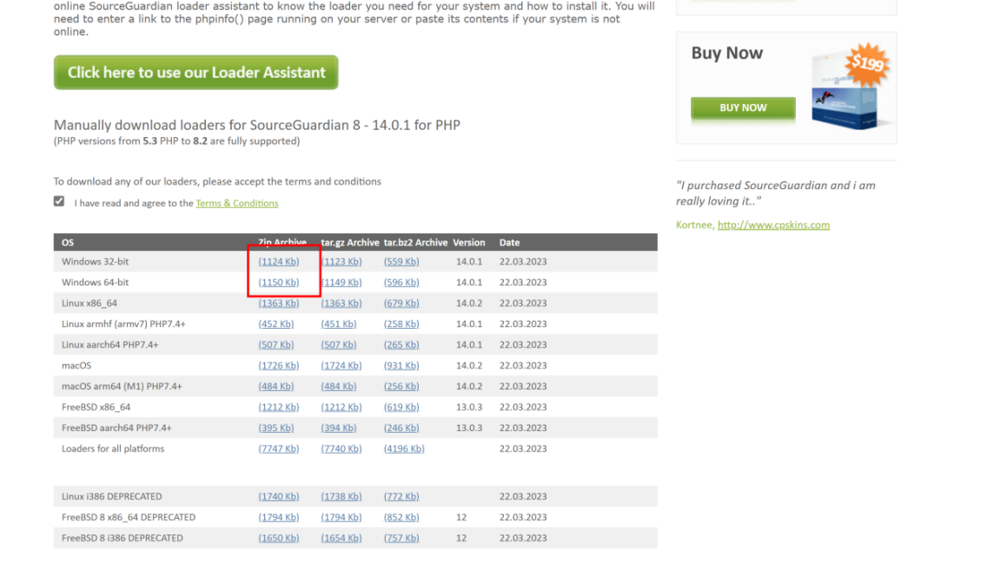 online SourceGuardian loader assistant to know the loader you need for your system and how to install it. You will
need to enter a link to the phpinfo() page running on your server or paste its contents if your system is not
online.
Click here to use our Loader Assistant
Manually download loaders for SourceGuardian 8 - 14.0.1 for PHP
(PHP versions from 5.3 PHP to 8.2 are fully supported)
To download any of our loaders, please accept the terms and conditions
I have read and agree to the Terms & Conditions
OS Zip Archive tar.gz Archive tar.bz2 Archive Version Date
Windows 32-bit (1124 Kb) (1123 Kb) (559 Kb) 14.0.1 22.03.2023
Windows 64-bit (1150 Kb) (1149 Kb) (596 Kb) 14.0.1 22.03.2023
Linux x86_64 (1363 Kb) (1363 Kb) (679 Kb) 14.0.2 22.03.2023
Linux armhf (armv7) PHP7.4+ (452 Kb) (451 Kb) (258 Kb) 14.0.1 22.03.2023
Linux aarch64 PHP7.4+ (507 Kb) (507 Kb) (265 Kb) 14.0.1 22.03.2023
macOS (1726 Kb) (1724 Kb) (931 Kb) 14.0.2 22.03.2023
macOS arm64 (M1) PHP7.4+ (484 Kb) (484 Kb) (256 Kb) 14.0.2 22.03.2023
FreeBSD x86_64 (1212 Kb) (1212 Kb) (619 Kb) 13.0.3 22.03.2023
FreeBSD aarch64 PHP7.4+ (395 Kb) (394 Kb) (246 Kb) 13.0.3 22.03.2023
Loaders for all platforms (7747 Kb) (7740 Kb) (4196 Kb) 22.03.2023
Linux i386 DEPRECATED (1740 Kb) (1738 Kb) (772 Kb) 22.03.2023
FreeBSD 8 x86_64 DEPRECATED (1794 Kb) (1794 Kb) (852 Kb) 12 22.03.2023
FreeBSD 8 i386 DEPRECATED (1650 Kb) (1654 Kb) (757 Kb) 12 22.03.2023
Buy Now
$199
BUY NOW
"I purchased SourceGuardian and i am
really loving it.."
Kortnee, http://www.cpskins.com